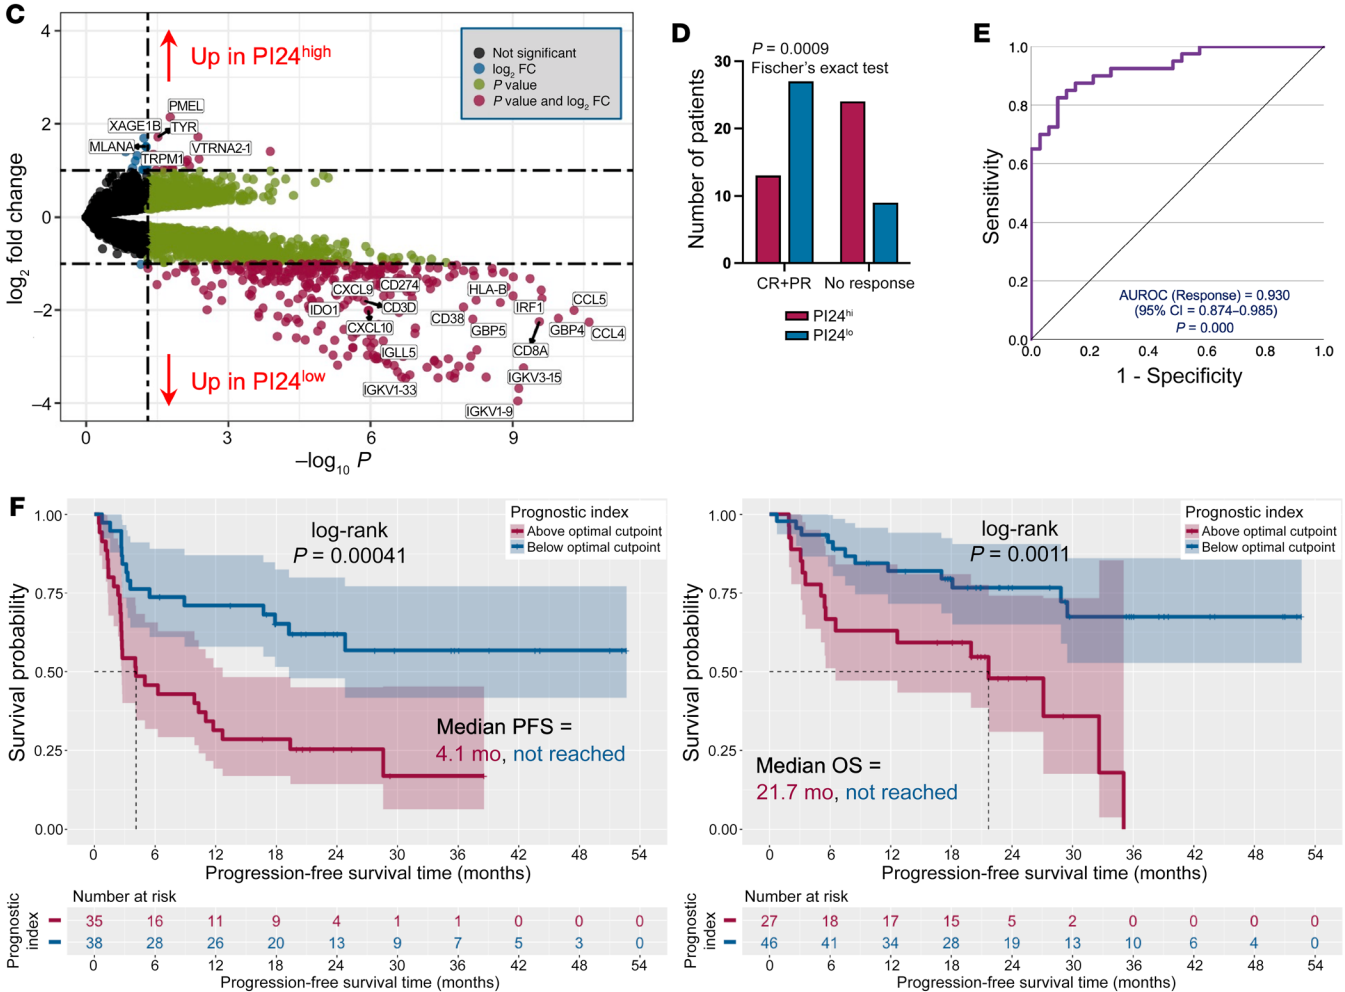 C
Up in PI24high
Not significant
log2 FC
P value
P value and log2 FC
PMEL
XAGE1B
TYR
MLANA
VTRNA2-1
TRPM1
CXCL9
CD274
HLA-B
IDO1
CD3D
IRF1
CCL5
CXCL10
CD38
GBP5
GBP4
CCL4
IGLL5
CD8A
IGKV1-33
IGKV3-15
IGKV1-9
Up in PI24low
4
2
0
–2
–4
log2 fold change
0 3 6 9
–log10 P
D
P = 0.0009
Fischer's exact test
30
20
10
0
Number of patients
CR+PR No response
PI24hi
PI24lo
E
1.0
0.8
0.6
0.4
0.2
0.0
Sensitivity
AUROC (Response) = 0.930
(95% CI = 0.874–0.985)
P = 0.000
0.0 0.2 0.4 0.6 0.8 1.0
1 - Specificity
F
log-rank
P = 0.00041
Prognostic index
Above optimal cutpoint
Below optimal cutpoint
1.00
0.75
0.50
0.25
0.00
Survival probability
Median PFS =
4.1 mo, not reached
0 6 12 18 24 30 36 42 48 54
Progression-free survival time (months)
Number at risk
Prognostic
index
35 16 11 9 4 1 1 0 0 0
38 28 26 20 13 9 7 5 3 0
0 6 12 18 24 30 36 42 48 54
Progression-free survival time (months)
log-rank
P = 0.0011
Prognostic index
Above optimal cutpoint
Below optimal cutpoint
1.00
0.75
0.50
0.25
0.00
Survival probability
Median OS =
21.7 mo, not reached
0 6 12 18 24 30 36 42 48 54
Progression-free survival time (months)
Number at risk
Prognostic
index
27 18 17 15 5 2 0 0 0 0
46 41 34 28 19 13 10 6 4 0
0 6 12 18 24 30 36 42 48 54
Progression-free survival time (months)